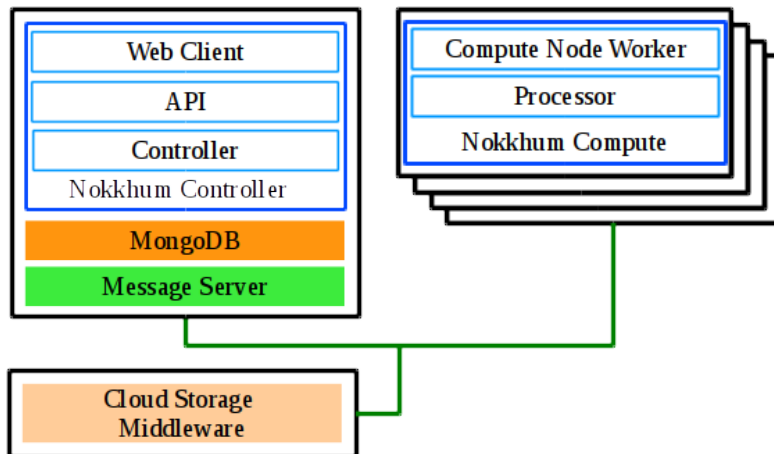 Web Client
API
Controller
Nokkhum Controller
MongoDB
Message Server
Compute Node Worker
Processor
Nokkhum Compute
Cloud Storage
Middleware